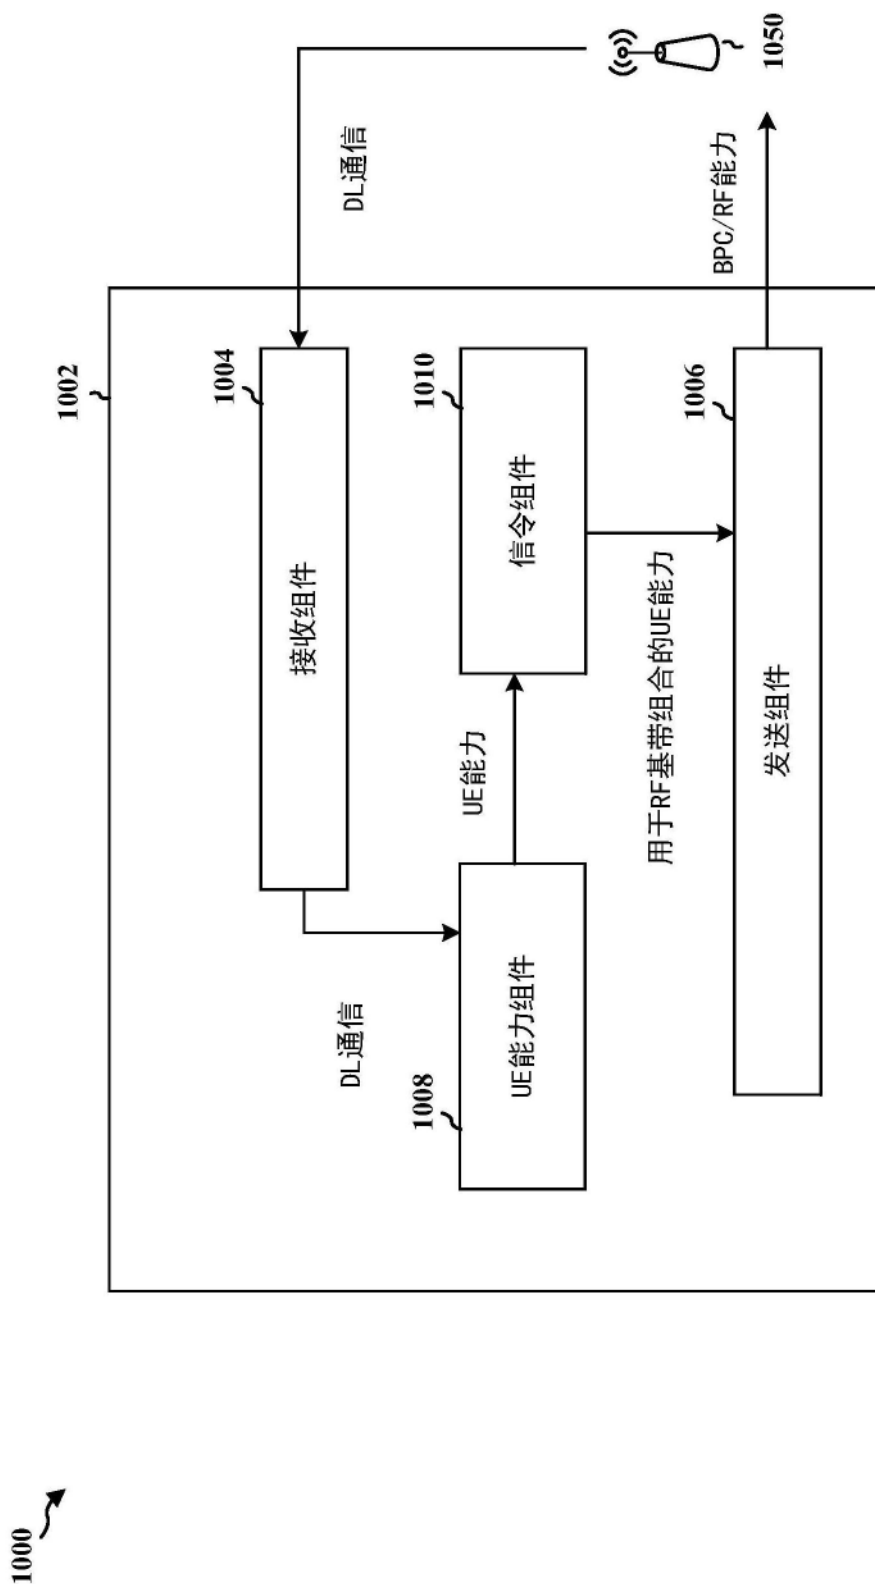 1000
1002
1004
接收组件
DL通信
1050
DL通信
1008
UE能力组件
UE能力
1010
信令组件
用于RF基带组合的UE能力
1006
发送组件
BPC/RF能力